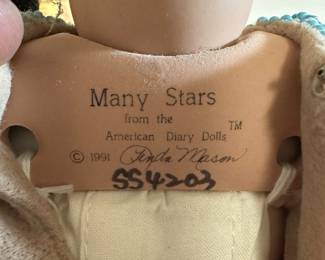 Many Stars
from the
American Diary Dolls™
© 1991 Linda Mason
SS4203